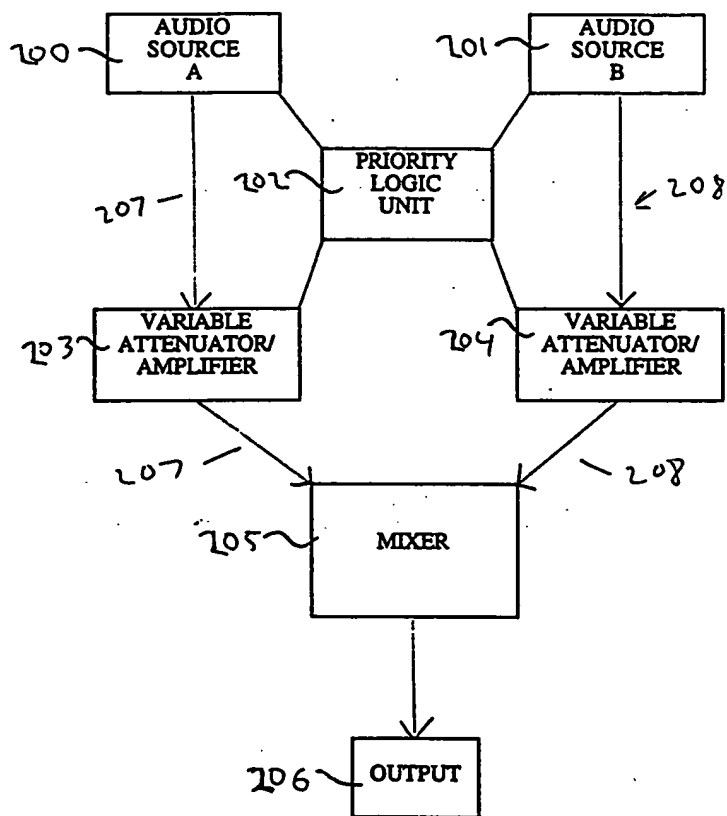 200
AUDIO
SOURCE
A
201
AUDIO
SOURCE
B
202
PRIORITY
LOGIC
UNIT
207
208
203
VARIABLE
ATTENUATOR/
AMPLIFIER
204
VARIABLE
ATTENUATOR/
AMPLIFIER
207
208
205
MIXER
206
OUTPUT